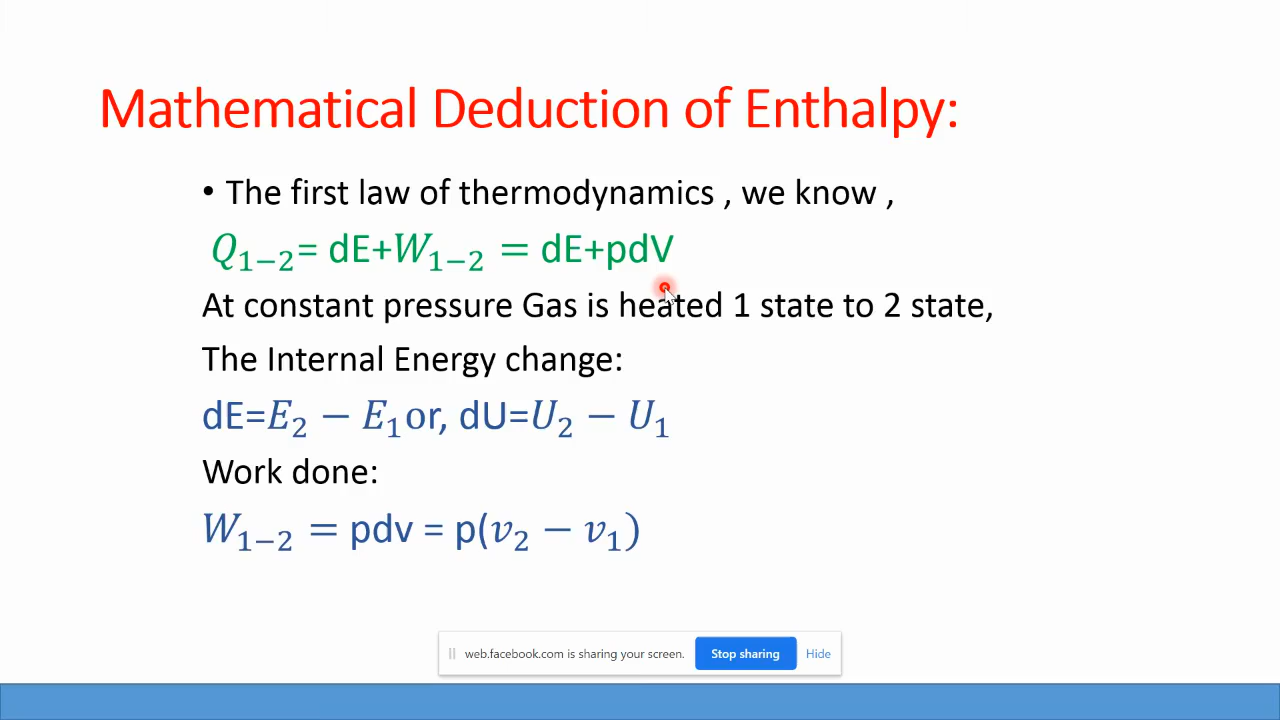 Mathematical Deduction of Enthalpy:
• The first law of thermodynamics , we know ,
𝑄₁₋₂= dE+𝑊₁₋₂ = dE+pdV
At constant pressure Gas is heated 1 state to 2 state,
The Internal Energy change:
dE=𝐸₂ − 𝐸₁or, dU=𝑈₂ − 𝑈₁
Work done:
𝑊₁₋₂ = pdv = p(𝑣₂ − 𝑣₁)
web.facebook.com is sharing your screen. Stop sharing Hide